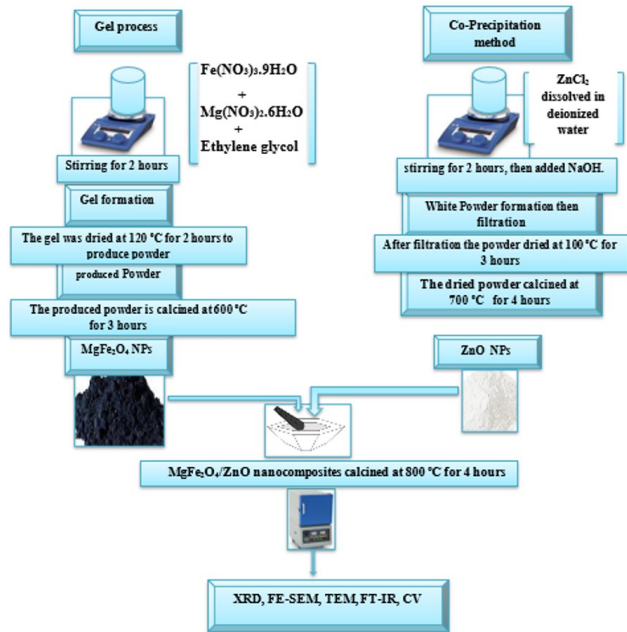 Gel process
Fe(NO3)3.9H2O
+
Mg(NO3)2.6H2O
+
Ethylene glycol
Stirring for 2 hours
Gel formation
The gel was dried at 120 °C for 2 hours to
produce powder
produced Powder
The produced powder is calcined at 600 °C
for 3 hours
MgFe2O4 NPs
Co-Precipitation
method
ZnCl2
dissolved in
deionized
water
stirring for 2 hours, then added NaOH.
White Powder formation then
filtration
After filtration the powder dried at 100 °C for
3 hours
The dried powder calcined at
700 °C for 4 hours
ZnO NPs
MgFe2O4/ZnO nanocomposites calcined at 800 °C for 4 hours
XRD, FE-SEM, TEM, FT-IR, CV